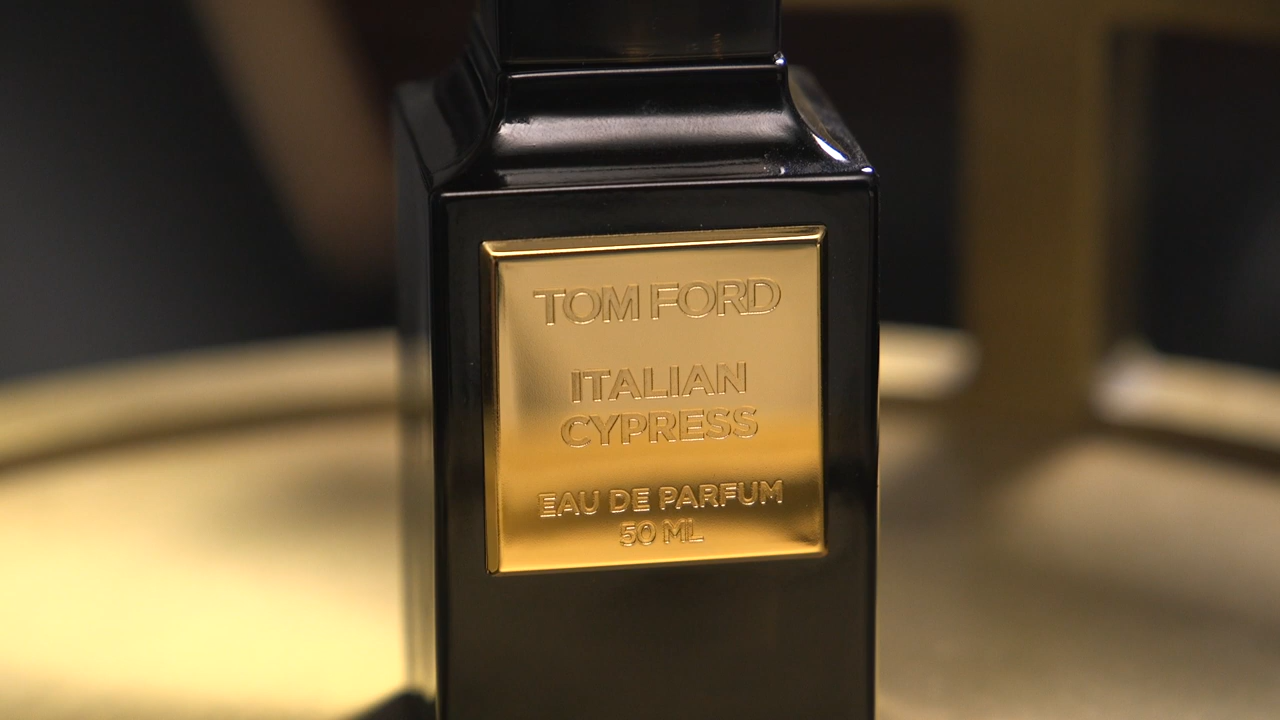 TOM FORD
ITALIAN
CYPRESS
EAU DE PARFUM
50 ML